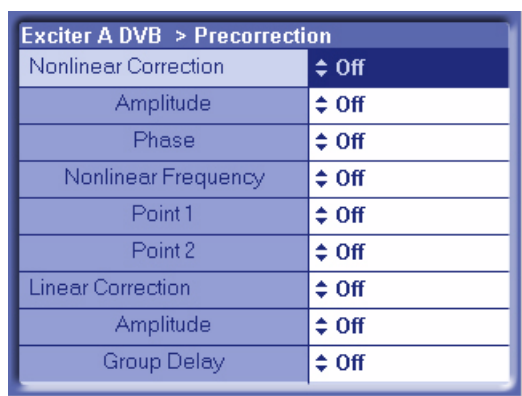 Exciter A DVB > Precorrection
Nonlinear Correction Off
Amplitude Off
Phase Off
Nonlinear Frequency Off
Point 1 Off
Point 2 Off
Linear Correction Off
Amplitude Off
Group Delay Off